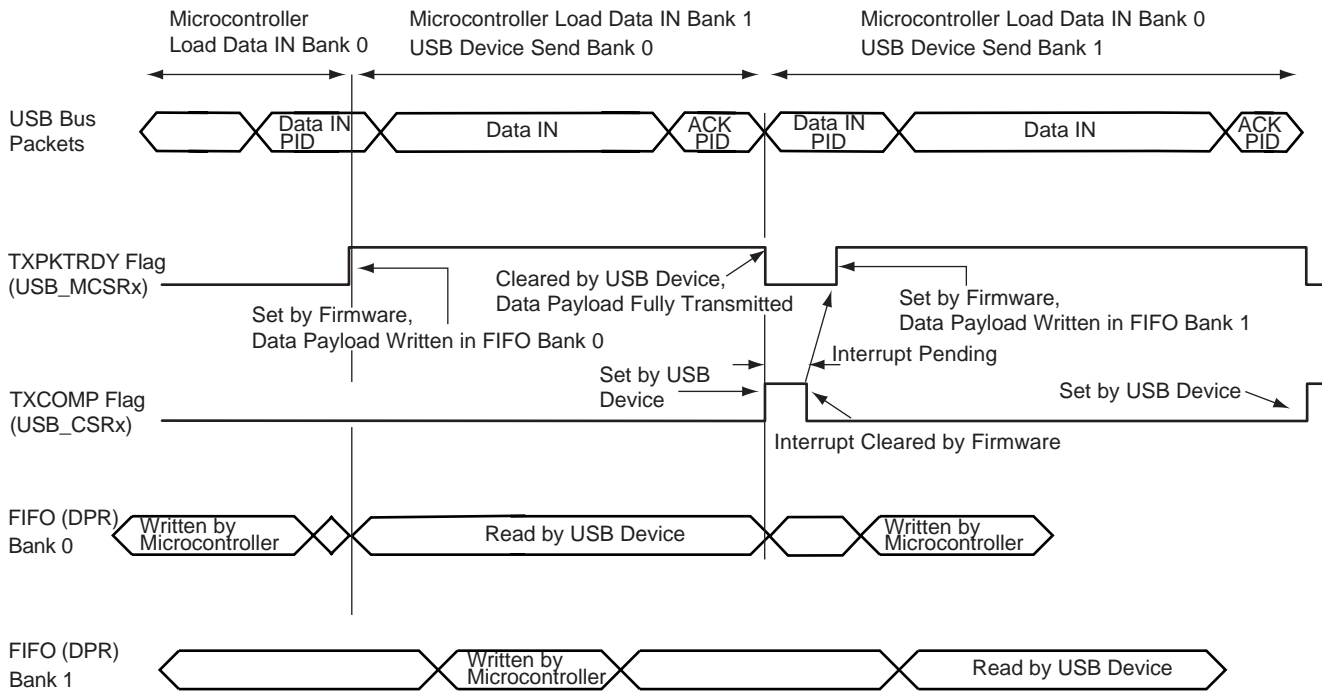 Microcontroller
Load Data IN Bank 0
Microcontroller Load Data IN Bank 1
USB Device Send Bank 0
Microcontroller Load Data IN Bank 0
USB Device Send Bank 1
USB Bus
Packets
Data IN
PID
Data IN
ACK
PID
Data IN
PID
Data IN
ACK
PID
TXPKTRDY Flag
(USB_MCSRx)
Set by Firmware,
Data Payload Written in FIFO Bank 0
Cleared by USB Device,
Data Payload Fully Transmitted
Set by Firmware,
Data Payload Written in FIFO Bank 1
Interrupt Pending
TXCOMP Flag
(USB_CSRx)
Set by USB
Device
Set by USB Device
Interrupt Cleared by Firmware
FIFO (DPR)
Bank 0
Written by
Microcontroller
Read by USB Device
Written by
Microcontroller
FIFO (DPR)
Bank 1
Written by
Microcontroller
Read by USB Device